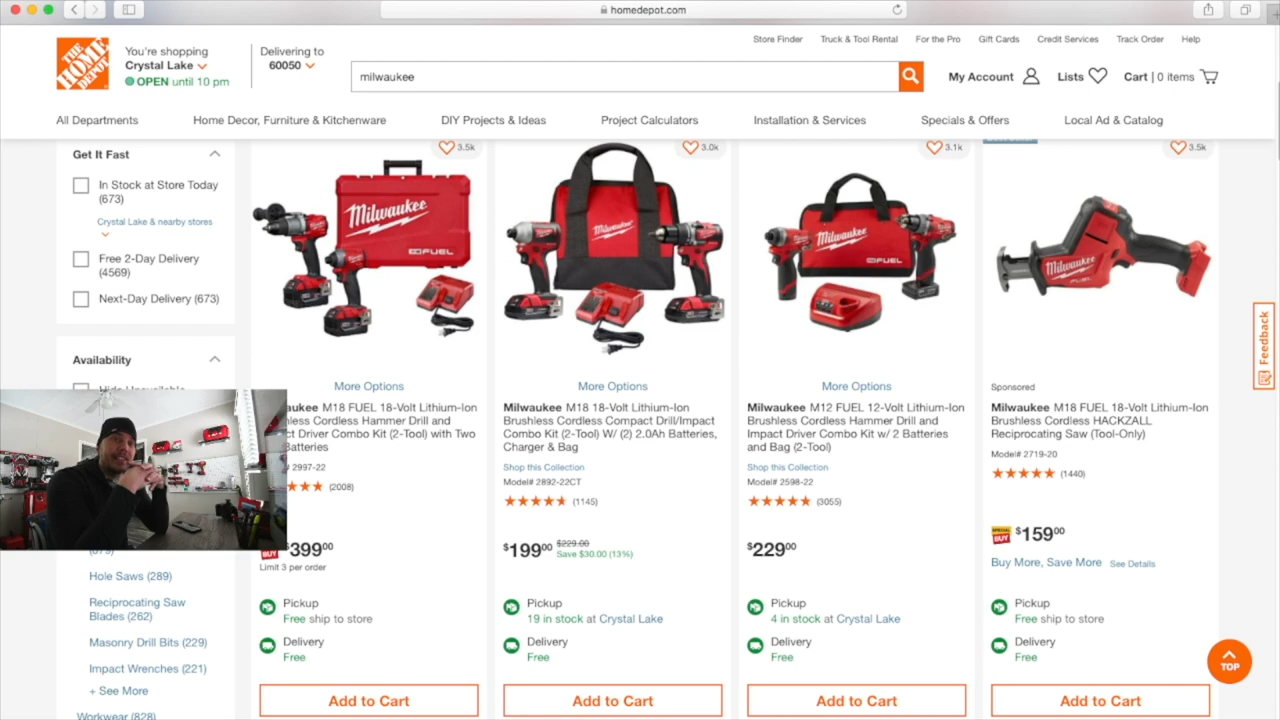 homedepot.com
Store Finder
Truck & Tool Rental
For the Pro
Gift Cards
Credit Services
Track Order
Help
THE HOME DEPOT
You're shopping
Crystal Lake
OPEN until 10 pm
Delivering to
60050
milwaukee
My Account
Lists
Cart | 0 items
All Departments
Home Decor, Furniture & Kitchenware
DIY Projects & Ideas
Project Calculators
Installation & Services
Specials & Offers
Local Ad & Catalog
Get It Fast
In Stock at Store Today
(673)
Crystal Lake & nearby stores
Free 2-Day Delivery
(4569)
Next-Day Delivery (673)
Availability
Hole Saws (289)
Reciprocating Saw
Blades (262)
Masonry Drill Bits (229)
Impact Wrenches (221)
+ See More
Workwear (828)
3.5k
Milwaukee
FUEL
More Options
aukee M18 FUEL 18-Volt Lithium-Ion
hless Cordless Hammer Drill and
ct Driver Combo Kit (2-Tool) with Two
Batteries
# 2997-22
(2008)
BUY
$399.00
Limit 3 per order
Pickup
Free ship to store
Delivery
Free
Add to Cart
3.0k
Milwaukee
More Options
Milwaukee M18 18-Volt Lithium-Ion
Brushless Cordless Compact Drill/Impact
Combo Kit (2-Tool) W/ (2) 2.0Ah Batteries,
Charger & Bag
Shop this Collection
Model# 2892-22CT
(1145)
$199.00
$229.00
Save $30.00 (13%)
Pickup
19 in stock at Crystal Lake
Delivery
Free
Add to Cart
3.1k
Milwaukee
FUEL
More Options
Milwaukee M12 FUEL 12-Volt Lithium-Ion
Brushless Cordless Hammer Drill and
Impact Driver Combo Kit w/ 2 Batteries
and Bag (2-Tool)
Shop this Collection
Model# 2598-22
(3055)
$229.00
Pickup
4 in stock at Crystal Lake
Delivery
Free
Add to Cart
3.5k
Milwaukee
Sponsored
Milwaukee M18 FUEL 18-Volt Lithium-Ion
Brushless Cordless HACKZALL
Reciprocating Saw (Tool-Only)
Model# 2719-20
(1440)
SPECIAL
BUY
$159.00
Buy More, Save More See Details
Pickup
Free ship to store
Delivery
Free
Add to Cart
Feedback
TOP